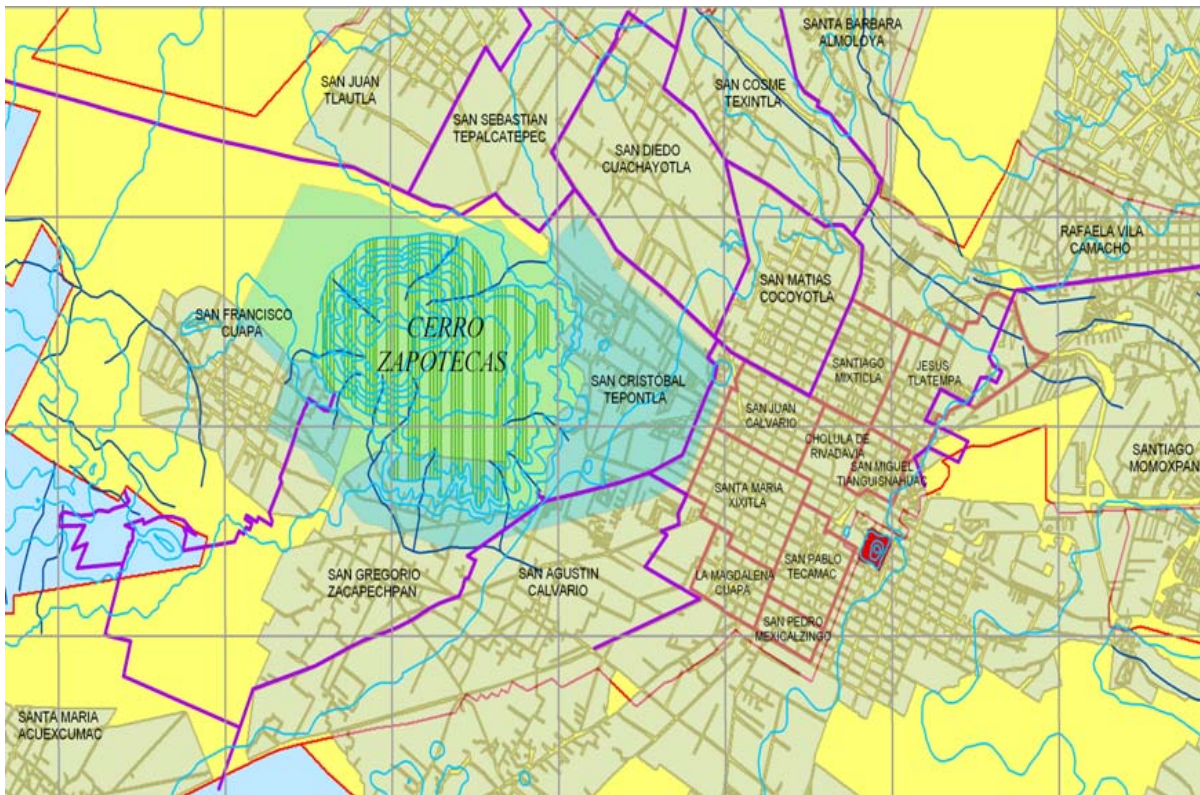 SANTA BARBARA
ALMOLOYA
SAN JUAN
TLAUTLA
SAN COSME
TEXINTLA
SAN SEBASTIAN
TEPALCATEPEC
SAN DIEDO
CUACHAYOTLA
RAFAELA VILA
CAMACHO
SAN MATIAS
COCOYOTLA
SAN FRANCISCO
CUAPA
CERRO
ZAPOTECAS
SANTIAGO
MIXTICLA
JESUS
TLATEMPA
SAN CRISTÓBAL
TEPONTLA
SAN JUAN
CALVARIO
CHOLULA DE
RIVADAVIA
SAN MIGUEL
TIANGUISNAHUAC
SANTIAGO
MOMOXPAN
SANTA MARIA
XIXITLA
SAN PABLO
TECAMAC
SAN GREGORIO
ZACAPECHPAN
SAN AGUSTIN
CALVARIO
LA MAGDALENA
CUAPA
SAN PEDRO
MEXICALZINGO
SANTA MARIA
ACUEXCUMAC